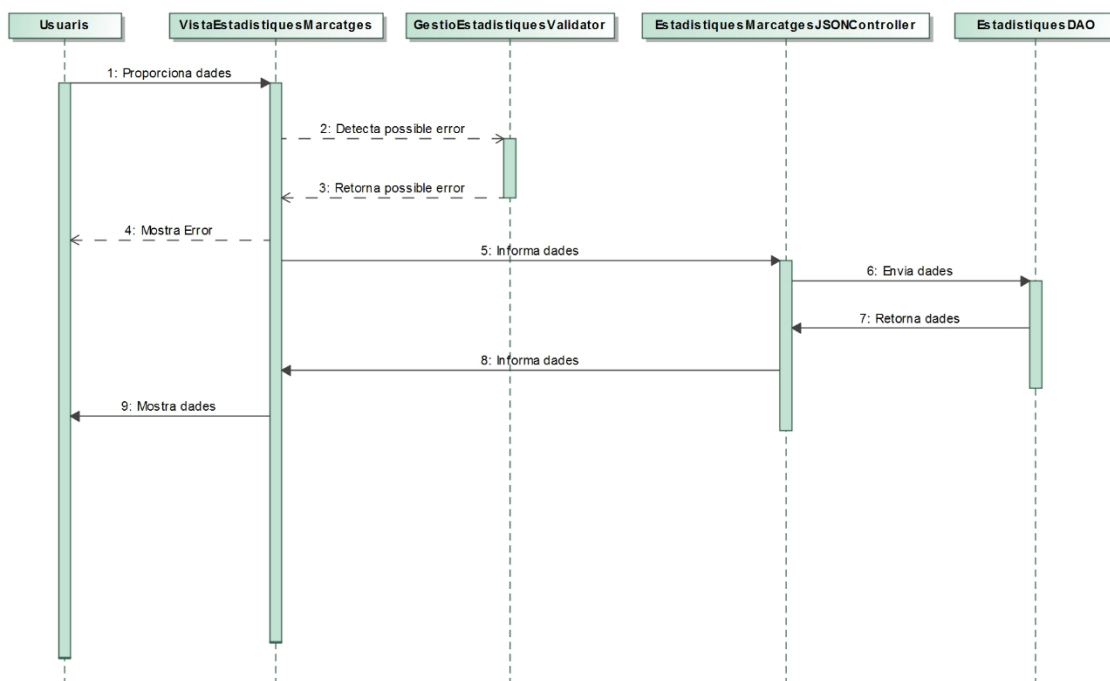 Usuaris
VistaEstadistiquesMarcatges
GestioEstadistiquesValidator
EstadistiquesMarcatgesJSONController
EstadistiquesDAO
1: Proporciona dades
2: Detecta possible error
3: Retorna possible error
4: Mostra Error
5: Informa dades
6: Envia dades
7: Retorna dades
8: Informa dades
9: Mostra dades